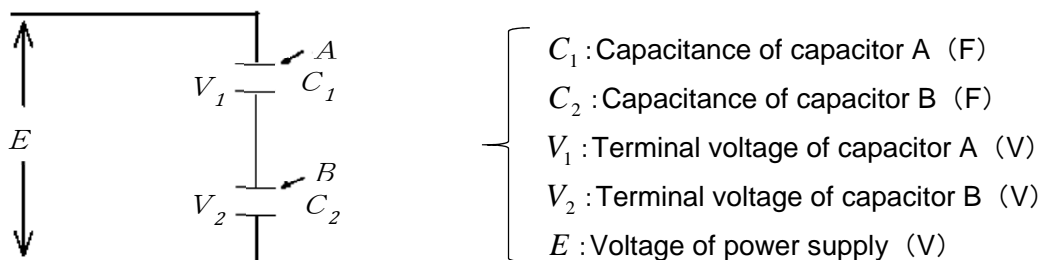 A
V₁ C₁
E
B
V₂ C₂
C₁ : Capacitance of capacitor A （F）
C₂ : Capacitance of capacitor B （F）
V₁ : Terminal voltage of capacitor A （V）
V₂ : Terminal voltage of capacitor B （V）
E : Voltage of power supply （V）